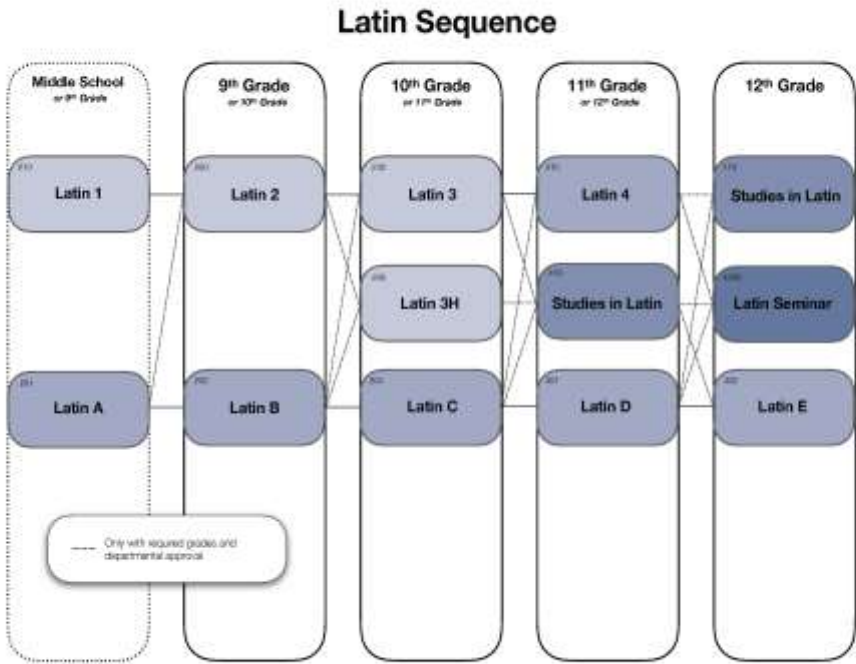 Latin Sequence
Middle School
or 9th Grade
9th Grade
or 10th Grade
10th Grade
or 11th Grade
11th Grade
or 12th Grade
12th Grade
Latin 1
Latin 2
Latin 3
Latin 4
Studies in Latin
Latin 3H
Studies in Latin
Latin Seminar
Latin A
Latin B
Latin C
Latin D
Latin E
Only with required grades and
departmental approval